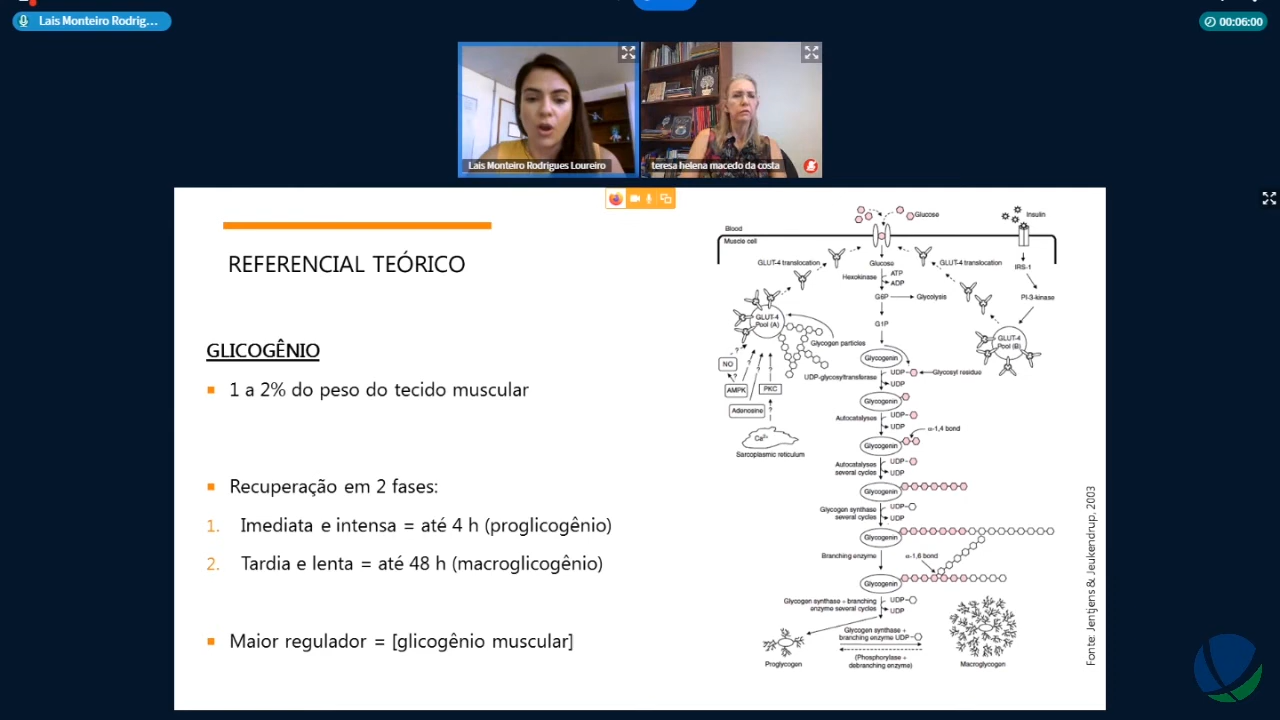 Lais Monteiro Rodrig...
00:06:00
Lais Monteiro Rodrigues Loureiro
teresa helena macedo da costa
REFERENCIAL TEÓRICO
GLICOGÊNIO
1 a 2% do peso do tecido muscular
Recuperação em 2 fases:
1. Imediata e intensa = até 4 h (proglicogênio)
2. Tardia e lenta = até 48 h (macroglicogênio)
Maior regulador = [glicogênio muscular]
Glucose
Insulin
Blood
Muscle cell
GLUT-4 translocation
Glucose
GLUT-4 translocation
IRS-1
Hexokinase
ATP
ADP
G6P
Glycolysis
PI-3-kinase
GLUT-4
Pool (A)
G1P
GLUT-4
Pool (B)
Glycogen particles
Glycogenin
NO
?
?
?
?
UDP-glycosyltransferase
UDP
Glycosyl residue
UDP
AMPK
PKC
Glycogenin
Adenosine
?
Autocatalyses
UDP
UDP
α-1,4 bond
Ca2+
Glycogenin
Sarcoplasmic reticulum
Autocatalyses
several cycles
UDP
UDP
Glycogenin
Glycogen synthase
several cycles
UDP
UDP
Glycogenin
Branching enzyme
α-1,6 bond
Glycogenin
Glycogen synthase + branching
enzyme several cycles
UDP
UDP
Glycogen synthase +
branching enzyme UDP
(Phosphorylase +
debranching enzyme)
Proglycogen
Macroglycogen
Fonte: Jentjens & Jeukendrup, 2003